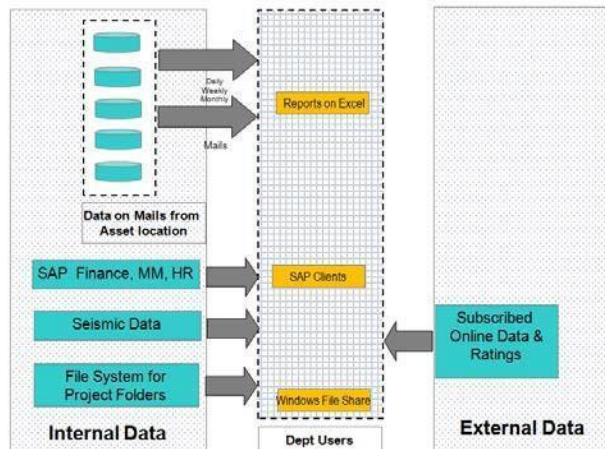 Daily
Weekly
Monthly
Mails
Reports on Excel
Data on Mails from
Asset location
SAP Finance, MM, HR
SAP Clients
Seismic Data
Subscribed
Online Data &
Ratings
File System for
Project Folders
Windows File Share
Internal Data
Dept Users
External Data